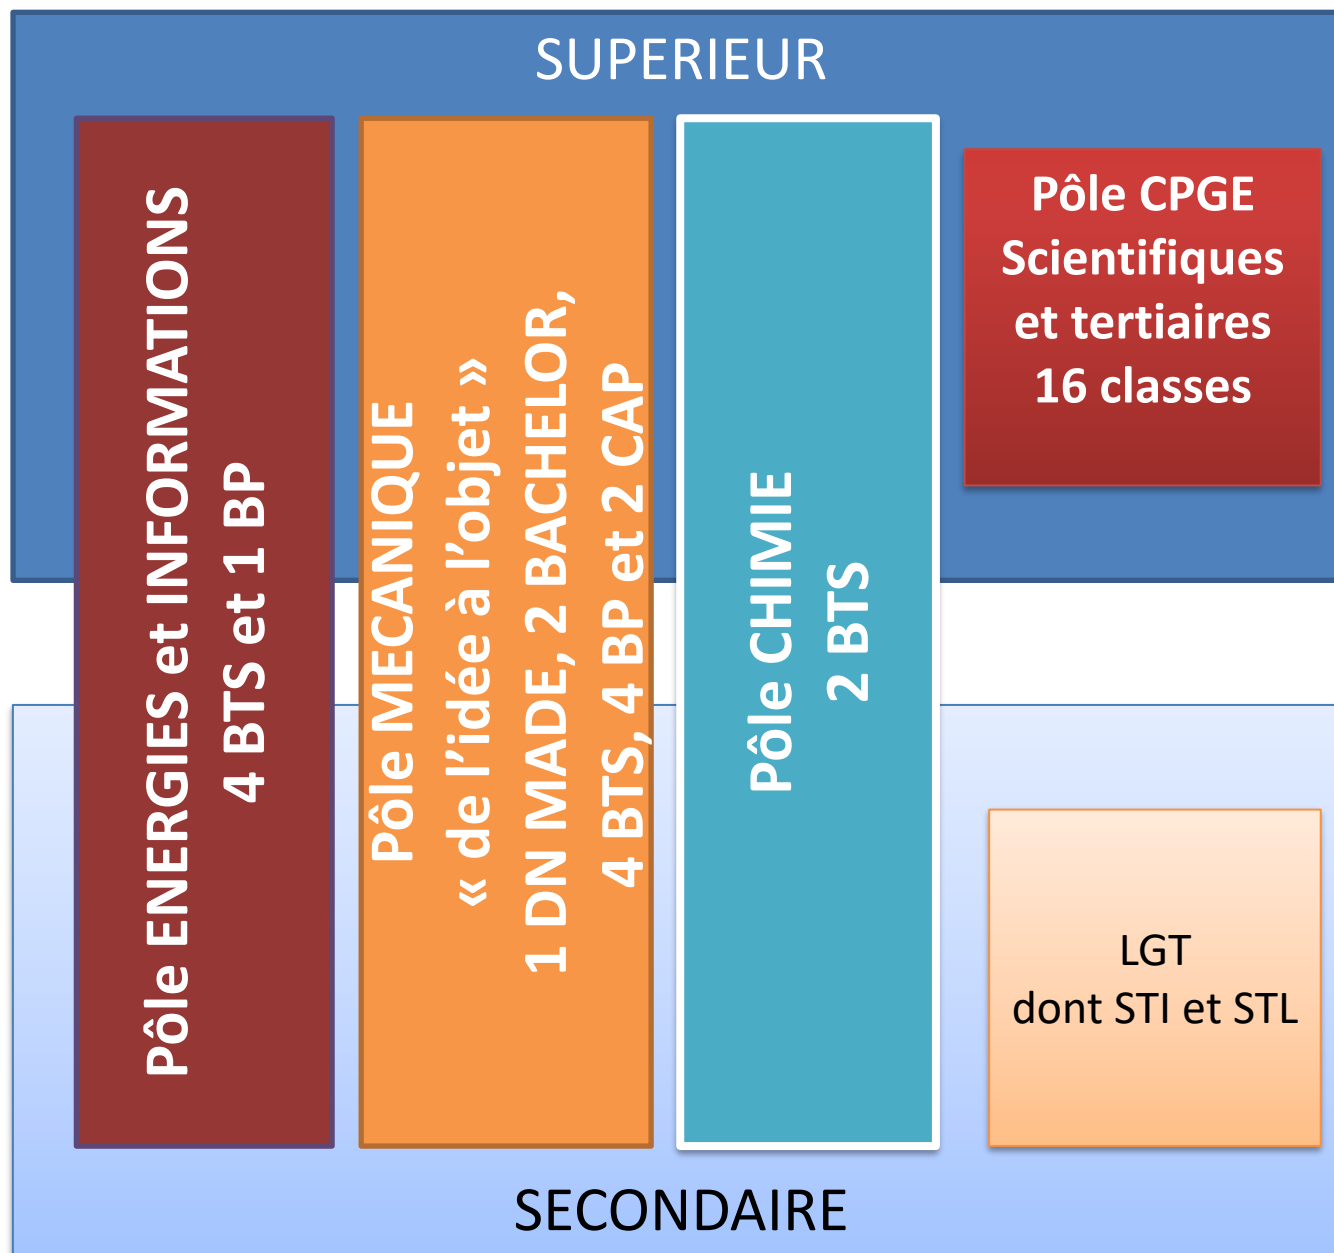 SUPERIEUR
Pôle ENERGIES et INFORMATIONS
4 BTS et 1 BP
Pôle MECANIQUE
« de l’idée à l’objet »
1 DN MADE, 2 BACHELOR,
4 BTS, 4 BP et 2 CAP
Pôle CHIMIE
2 BTS
Pôle CPGE
Scientifiques
et tertiaires
16 classes
LGT
dont STI et STL
SECONDAIRE